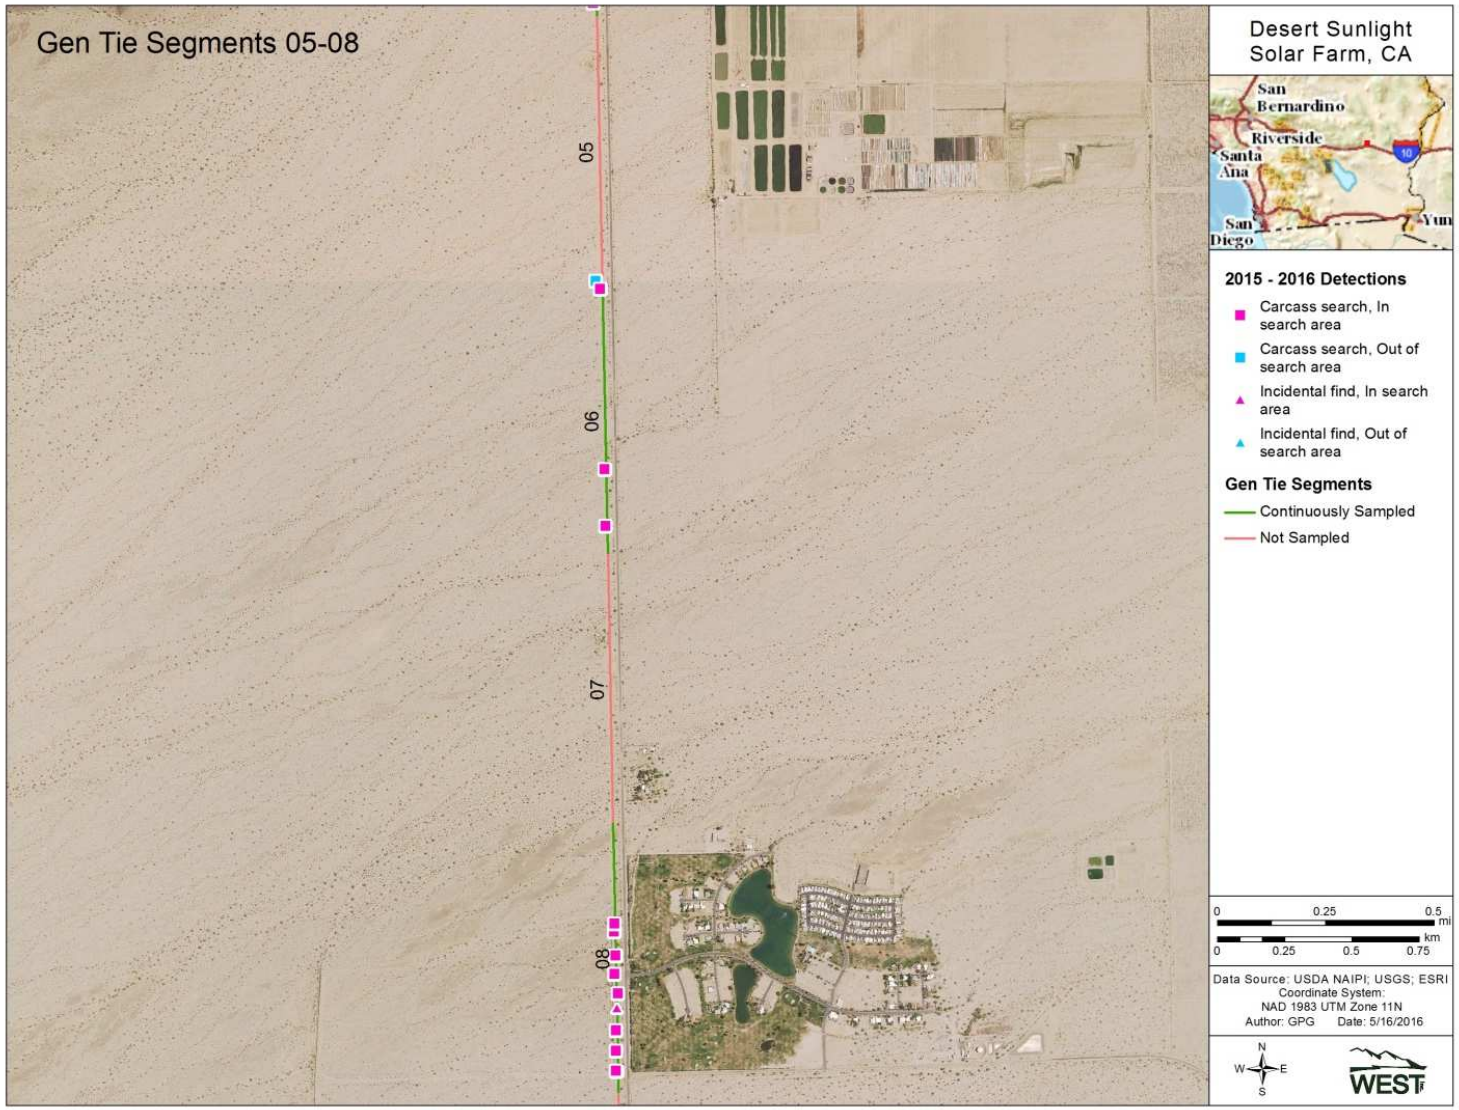 Gen Tie Segments 05-08
05
06
07
08
Desert Sunlight
Solar Farm, CA
San
Bernardino
Riverside
Santa
Ana
10
San
Diego
Yun
2015 - 2016 Detections
Carcass search, In
search area
Carcass search, Out of
search area
Incidental find, In search
area
Incidental find, Out of
search area
Gen Tie Segments
Continuously Sampled
Not Sampled
0 0.25 0.5
mi
km
0 0.25 0.5 0.75
Data Source: USDA NAIPI; USGS; ESRI
Coordinate System:
NAD 1983 UTM Zone 11N
Author: GPG Date: 5/16/2016
N
W E
S
WEST